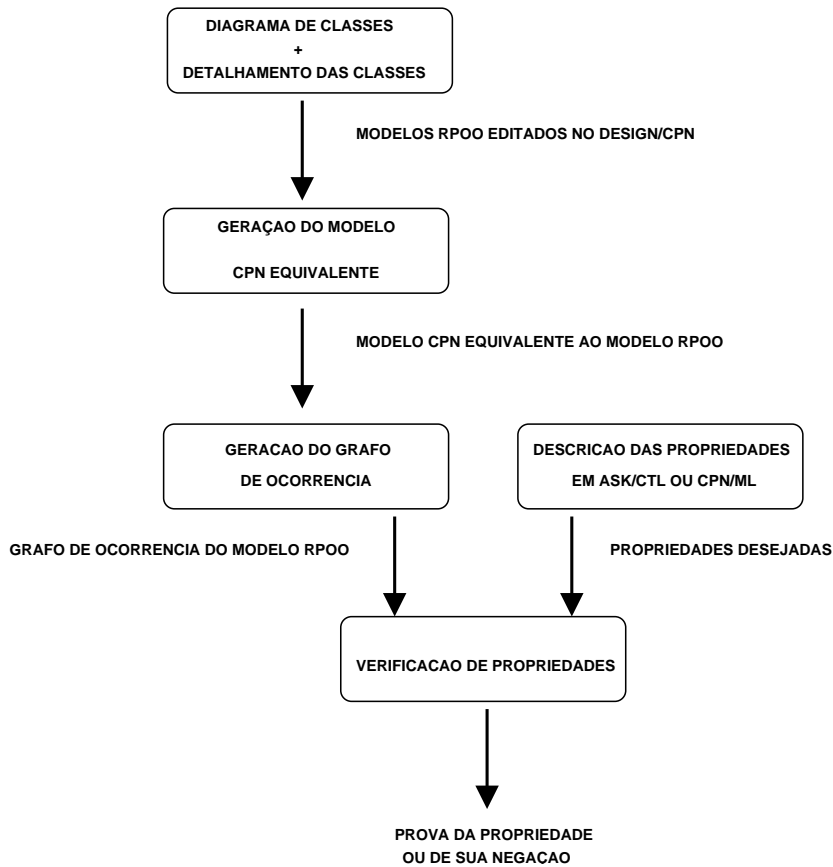 DIAGRAMA DE CLASSES
+
DETALHAMENTO DAS CLASSES
MODELOS RPOO EDITADOS NO DESIGN/CPN
GERAÇAO DO MODELO
CPN EQUIVALENTE
MODELO CPN EQUIVALENTE AO MODELO RPOO
GERACAO DO GRAFO
DE OCORRENCIA
DESCRICAO DAS PROPRIEDADES
EM ASK/CTL OU CPN/ML
GRAFO DE OCORRENCIA DO MODELO RPOO
PROPRIEDADES DESEJADAS
VERIFICACAO DE PROPRIEDADES
PROVA DA PROPRIEDADE
OU DE SUA NEGAÇAO